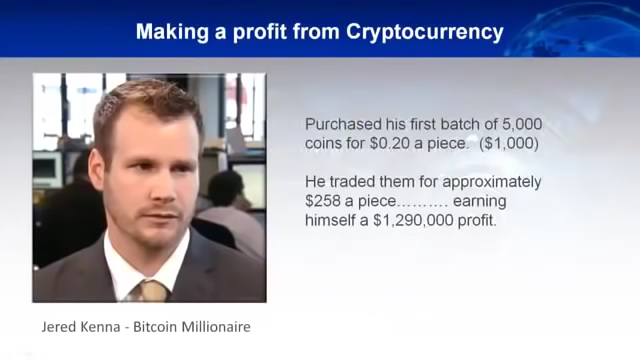 Making a profit from Cryptocurrency
Purchased his first batch of 5,000
coins for $0.20 a piece.  ($1,000)
He traded them for approximately
$258 a piece………. earning
himself a $1,290,000 profit.
Jered Kenna - Bitcoin Millionaire